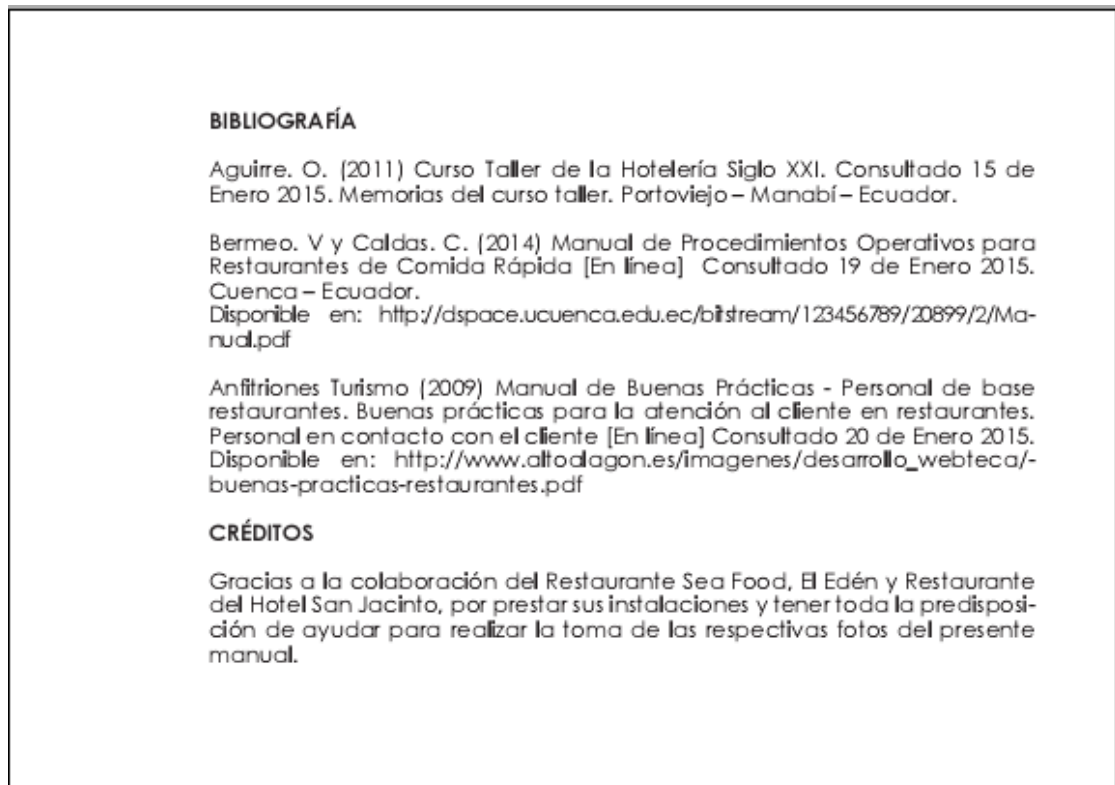 BIBLIOGRAFÍA
Aguirre. O. (2011) Curso Taller de la Hotelería Siglo XXI. Consultado 15 de
Enero 2015. Memorias del curso taller. Portoviejo – Manabí – Ecuador.
Bermeo. V y Caldas. C. (2014) Manual de Procedimientos Operativos para
Restaurantes de Comida Rápida [En línea] Consultado 19 de Enero 2015.
Cuenca – Ecuador.
Disponible en: http://dspace.ucuenca.edu.ec/bitstream/123456789/20899/2/Ma-
nual.pdf
Anfitriones Turismo (2009) Manual de Buenas Prácticas - Personal de base
restaurantes. Buenas prácticas para la atención al cliente en restaurantes.
Personal en contacto con el cliente [En línea] Consultado 20 de Enero 2015.
Disponible en: http://www.altoalagon.es/imagenes/desarrollo_webteca/-
buenas-practicas-restaurantes.pdf
CRÉDITOS
Gracias a la colaboración del Restaurante Sea Food, El Edén y Restaurante
del Hotel San Jacinto, por prestar sus instalaciones y tener toda la predisposi-
ción de ayudar para realizar la toma de las respectivas fotos del presente
manual.